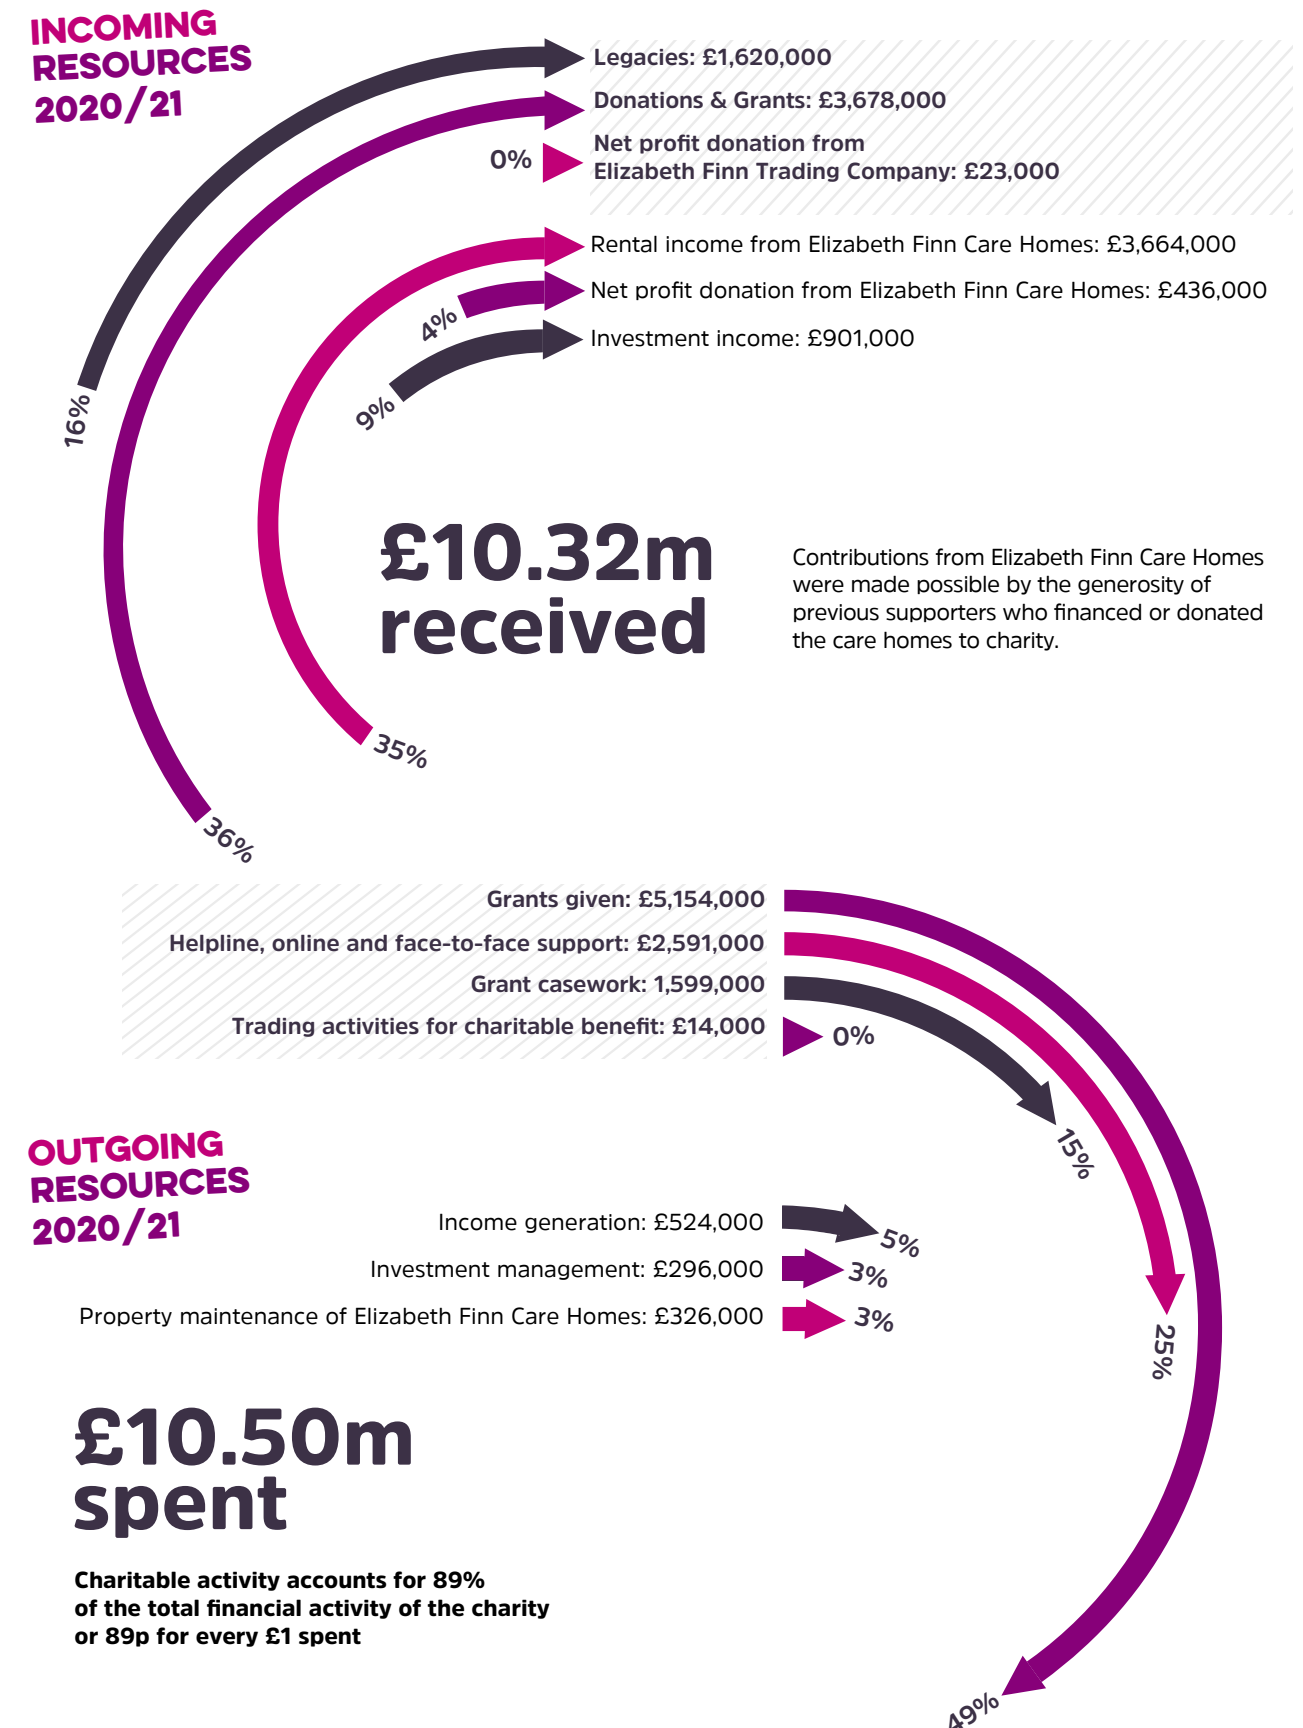 INCOMING
RESOURCES
2020/21
Legacies: £1,620,000
Donations & Grants: £3,678,000
Net profit donation from
Elizabeth Finn Trading Company: £23,000
0%
Rental income from Elizabeth Finn Care Homes: £3,664,000
Net profit donation from Elizabeth Finn Care Homes: £436,000
4%
Investment income: £901,000
9%
16%
£10.32m
received
Contributions from Elizabeth Finn Care Homes
were made possible by the generosity of
previous supporters who financed or donated
the care homes to charity.
35%
36%
Grants given: £5,154,000
Helpline, online and face-to-face support: £2,591,000
Grant casework: 1,599,000
Trading activities for charitable benefit: £14,000
0%
15%
OUTGOING
RESOURCES
2020/21
Income generation: £524,000
5%
Investment management: £296,000
3%
Property maintenance of Elizabeth Finn Care Homes: £326,000
3%
25%
£10.50m
spent
Charitable activity accounts for 89%
of the total financial activity of the charity
or 89p for every £1 spent
49%